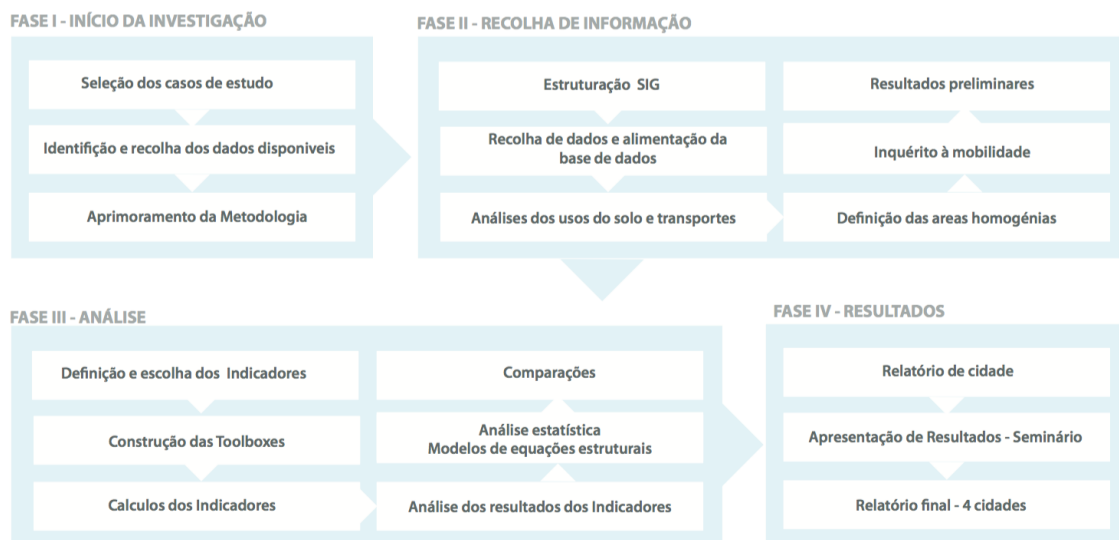 FASE I - INÍCIO DA INVESTIGAÇÃO
Seleção dos casos de estudo
Identifição e recolha dos dados disponiveis
Aprimoramento da Metodologia
FASE II - RECOLHA DE INFORMAÇÃO
Estruturação SIG
Recolha de dados e alimentação da
base de dados
Análises dos usos do solo e transportes
Definição das areas homogénias
Inquérito à mobilidade
Resultados preliminares
FASE III - ANÁLISE
Definição e escolha dos Indicadores
Construção das Toolboxes
Calculos dos Indicadores
Análise dos resultados dos Indicadores
Análise estatística
Modelos de equações estruturais
Comparações
FASE IV - RESULTADOS
Relatório de cidade
Apresentação de Resultados - Seminário
Relatório final - 4 cidades